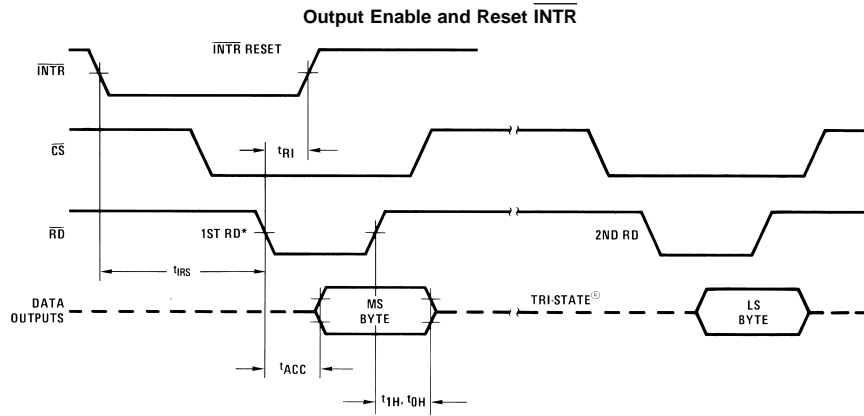 Output Enable and Reset INTR
INTR RESET
INTR
CS
tRI
RD
1ST RD*
2ND RD
tIRS
DATA
OUTPUTS
MS
BYTE
TRI-STATE®
LS
BYTE
tACC
t1H, t0H